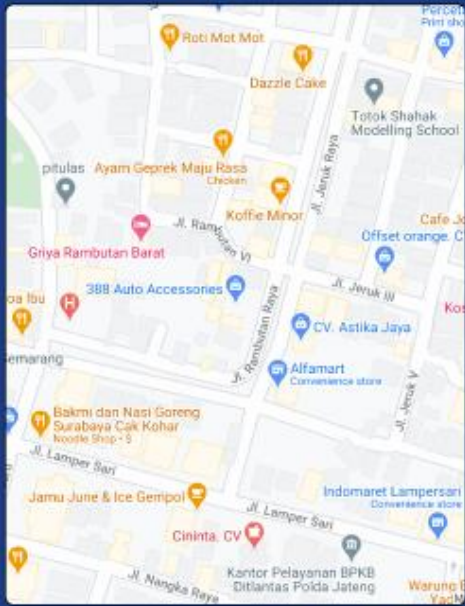 Print sho
Roti Mot Mot
Dazzle Cake
Totok Shahak
Modelling School
Jl. Jeruk Raya
pitulas
Ayam Geprek Maju Rasa
Chicken
Koffie Minor
Jl. Rambutan VI
Cafe
Offset orange. C
Griya Rambutan Barat
388 Auto Accessories
Jl. Jeruk III
oa Ibu
H
Kos
CV. Astika Jaya
Jl. Rambutan Raya
emarang
Alfamart
Convenience store
Jl. Jeruk V
Bakmi dan Nasi Goreng
Surabaya Cak Kohar
Noodle Shop • $
Jl. Lamper Sari
Jamu June & Ice Gempol
Jl. Lamper Sari
Indomaret Lampersari
Convenience store
Cininta. CV
Kantor Pelayanan BPKB
Ditlantas Polda Jateng
Jl. Nangka Raya
Warung